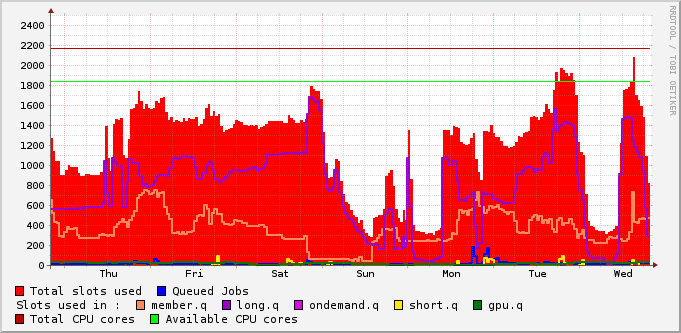 2400
2200
2000
1800
1600
1400
1200
1000
800
600
400
200
0
Thu Fri Sat Sun Mon Tue Wed
RRDTOOL / TOBI OETIKER
Total slots used Queued Jobs
Slots used in : member.q long.q ondemand.q short.q gpu.q
Total CPU cores Available CPU cores